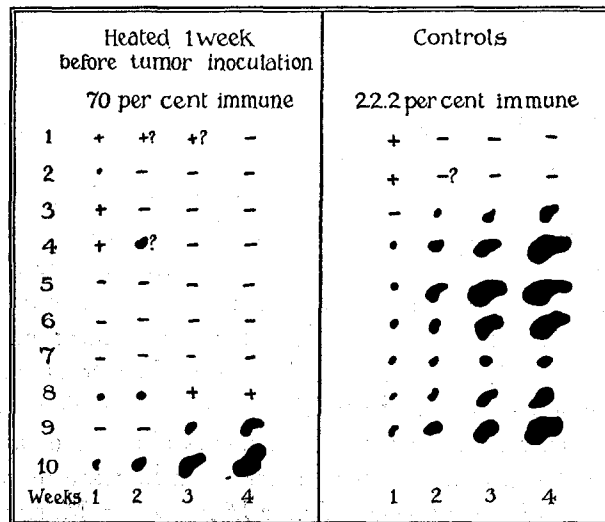 Heated 1 week
before tumor inoculation
70 per cent immune
1 + +? +? -
2 - - -
3 + - - -
4 + ? - -
5 - - - -
6 - - - -
7 - - - -
8 + +
9 - -
10
Weeks 1 2 3 4
Controls
22.2 per cent immune
+ - - -
+ -? - -
-
1 2 3 4